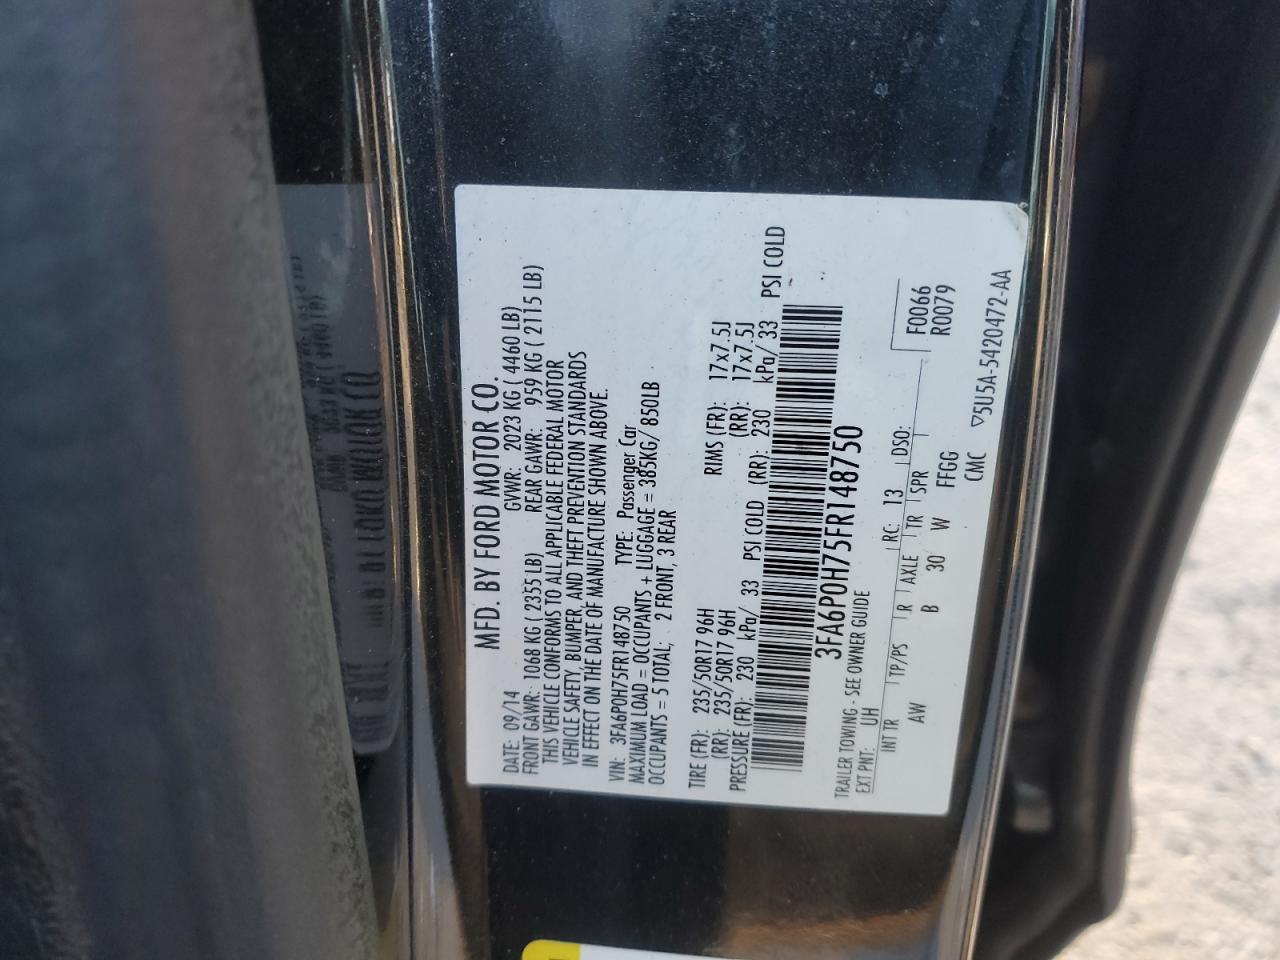 MFD. BY FORD MOTOR CO.
DATE: 09/14 GVWR: 2023 KG ( 4460 LB)
FRONT GAWR: 1068 KG ( 2355 LB) REAR GAWR: 959 KG ( 2115 LB)
THIS VEHICLE CONFORMS TO ALL APPLICABLE FEDERAL MOTOR
VEHICLE SAFETY, BUMPER, AND THEFT PREVENTION STANDARDS
IN EFFECT ON THE DATE OF MANUFACTURE SHOWN ABOVE.
VIN: 3FA6P0H75FR148750 TYPE: Passenger Car
MAXIMUM LOAD = OCCUPANTS + LUGGAGE = 385KG/ 850LB
OCCUPANTS = 5 TOTAL; 2 FRONT, 3 REAR
TIRE (FR): 235/50R17 96H RIMS (FR): 17x7.5J
(RR): 235/50R17 96H (RR): 17x7.5J
PRESSURE (FR): 230 kPa/ 33 PSI COLD (RR): 230 kPa/ 33 PSI COLD
3FA6P0H75FR148750
TRAILER TOWING - SEE OWNER GUIDE
EXT PNT: UH RC: 13 DSO: F0066
R0079
INT TR TP/PS R AXLE TR SPR
AW B 30 W FFGG
CMC
▽5U5A-5420472-AA